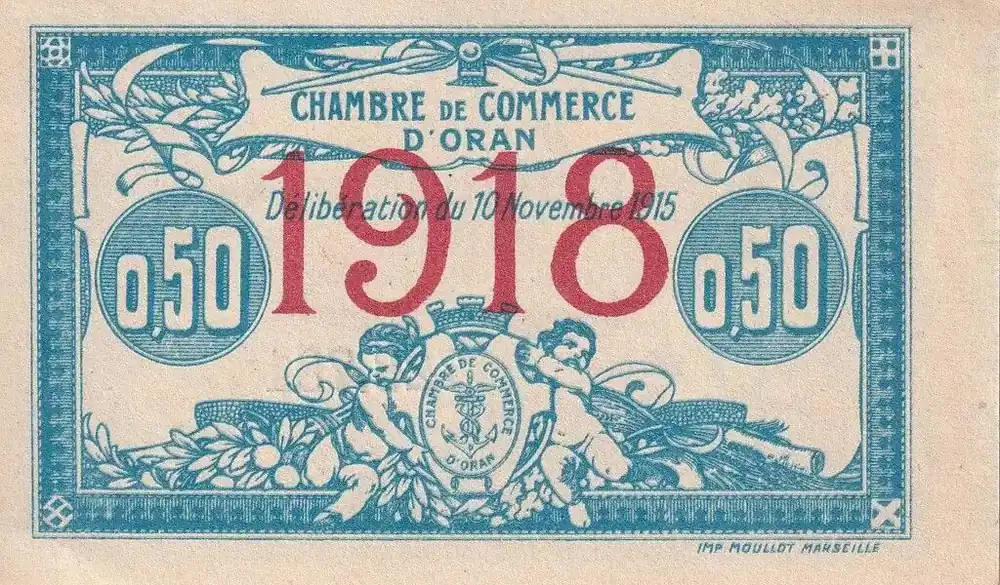 CHAMBRE DE COMMERCE
D'ORAN
1918
Délibération du 10 Novembre 1915
0,50
0,50
CHAMBRE DE COMMERCE
D'ORAN
IMP. MOULLOT MARSEILLE